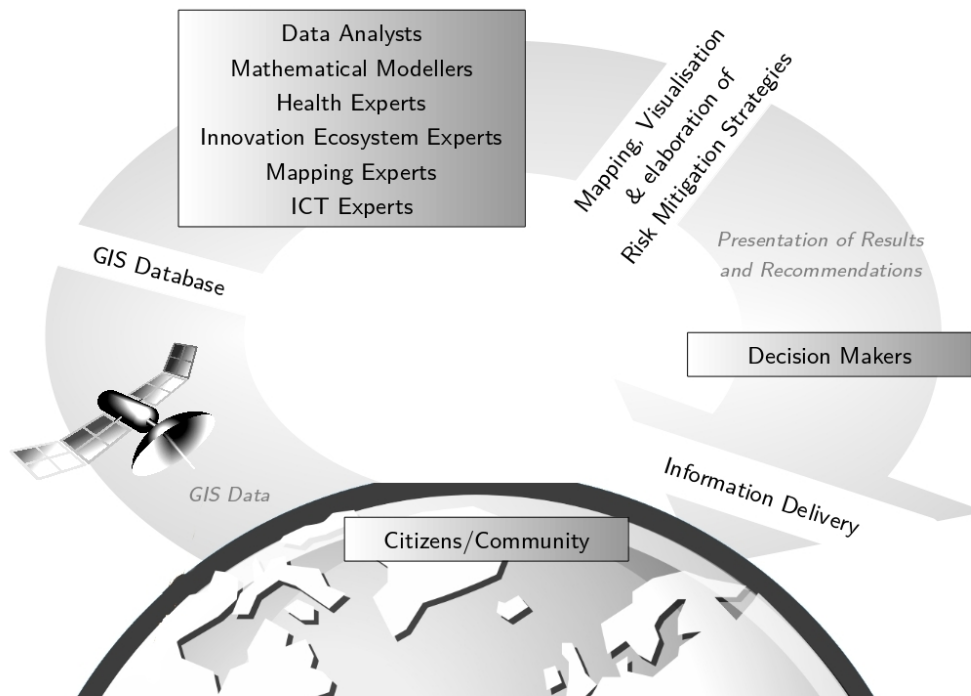 Data Analysts
Mathematical Modellers
Health Experts
Innovation Ecosystem Experts
Mapping Experts
ICT Experts
Mapping, Visualisation
& elaboration of
Risk Mitigation Strategies
Presentation of Results
and Recommendations
GIS Database
Decision Makers
Information Delivery
GIS Data
Citizens/Community